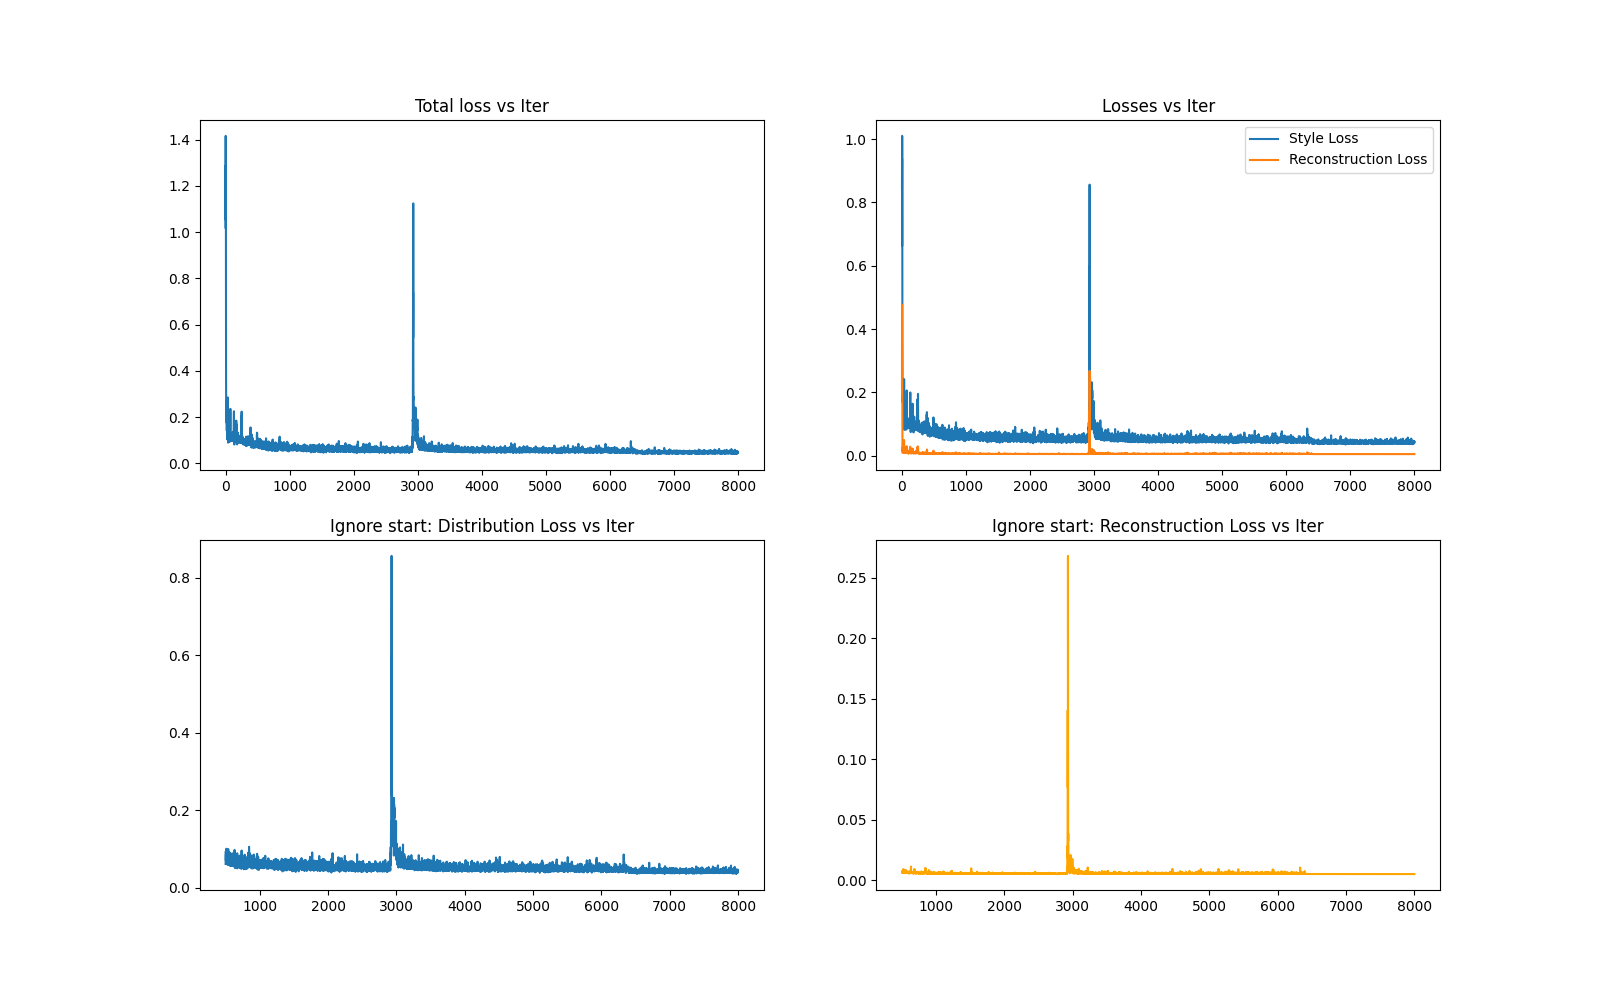 Total loss vs Iter
1.4
1.2
1.0
0.8
0.6
0.4
0.2
0.0
0 1000 2000 3000 4000 5000 6000 7000 8000
Losses vs Iter
Style Loss
Reconstruction Loss
1.0
0.8
0.6
0.4
0.2
0.0
0 1000 2000 3000 4000 5000 6000 7000 8000
Ignore start: Distribution Loss vs Iter
0.8
0.6
0.4
0.2
0.0
1000 2000 3000 4000 5000 6000 7000 8000
Ignore start: Reconstruction Loss vs Iter
0.25
0.20
0.15
0.10
0.05
0.00
1000 2000 3000 4000 5000 6000 7000 8000